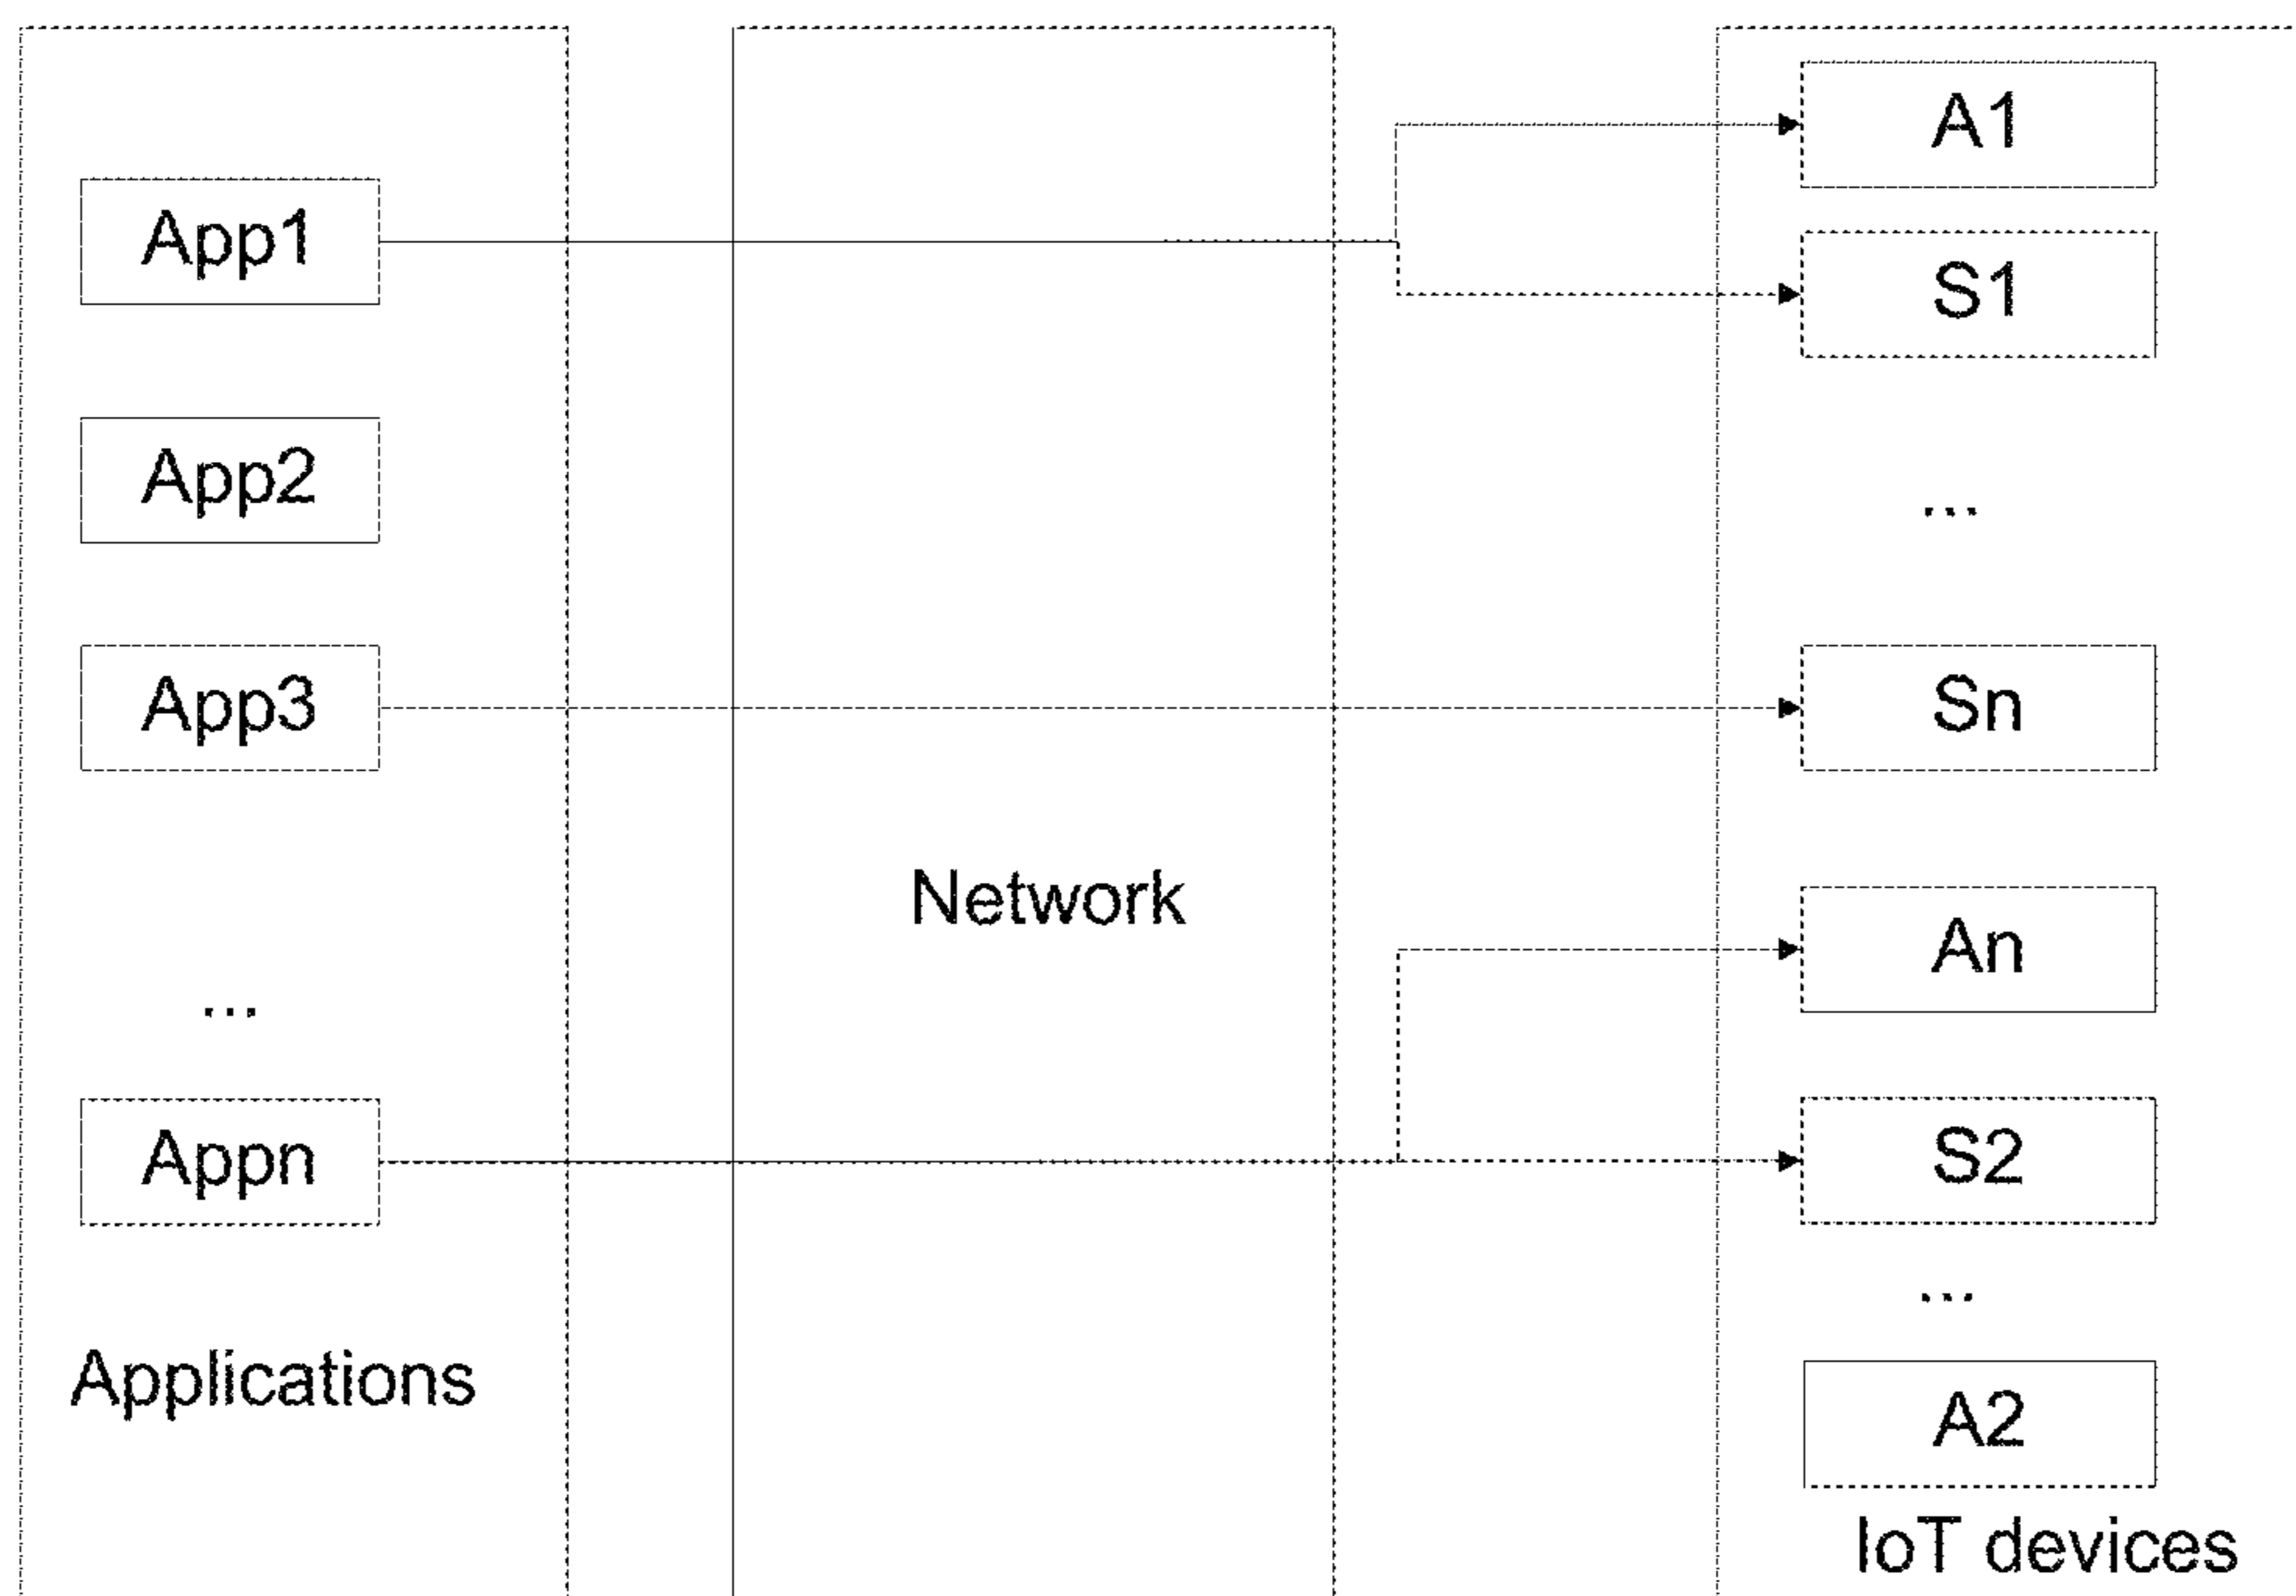 App1
App2
App3
...
Appn
Applications
Network
A1
S1
...
Sn
An
S2
...
A2
IoT devices